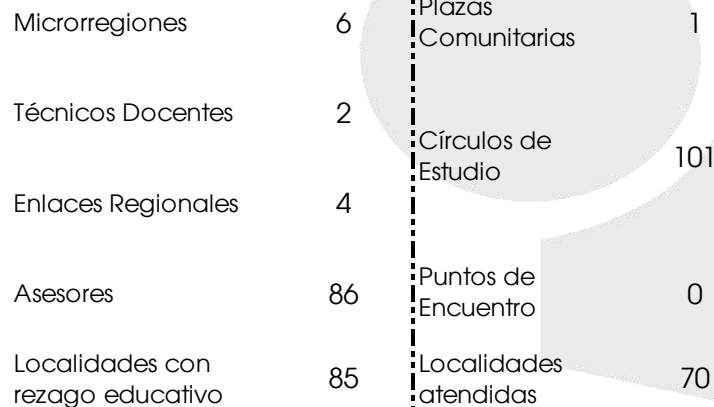 Microrregiones 6
Técnicos Docentes 2
Enlaces Regionales 4
Asesores 86
Localidades con
rezago educativo 85
Plazas
Comunitarias 1
Círculos de
Estudio 101
Puntos de
Encuentro 0
Localidades
atendidas 70